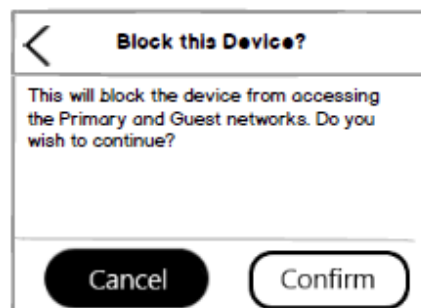 Block this Device?
This will block the device from accessing
the Primary and Guest networks. Do you
wish to continue?
Cancel
Confirm